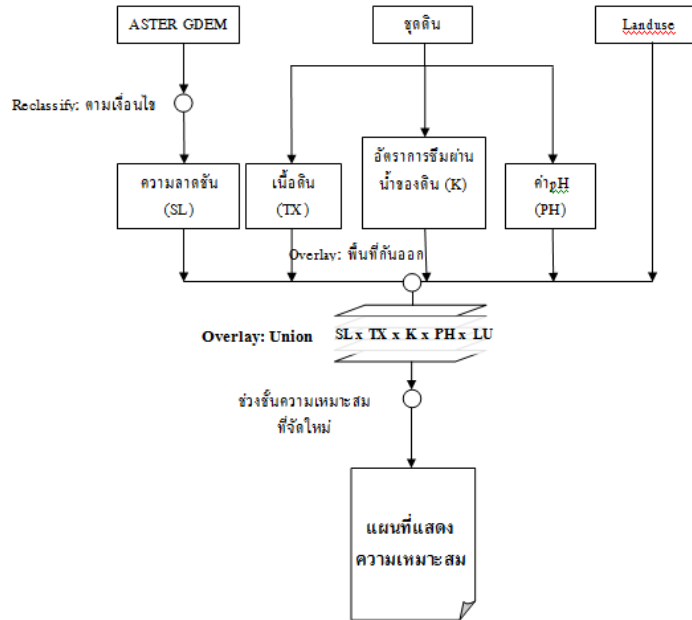 ASTER GDEM
ชุดดิน
Landuse
Reclassify: ตามเงื่อนไข
ความลาดชัน
(SL)
เนื้อดิน
(TX)
อัตราการซึมผ่าน
น้ำของดิน (K)
ค่าpH
(PH)
Overlay: พื้นที่กันออก
Overlay: Union
SL x TX x K x PH x LU
ช่วงชั้นความเหมาะสม
ที่จัดใหม่
แผนที่แสดง
ความเหมาะสม